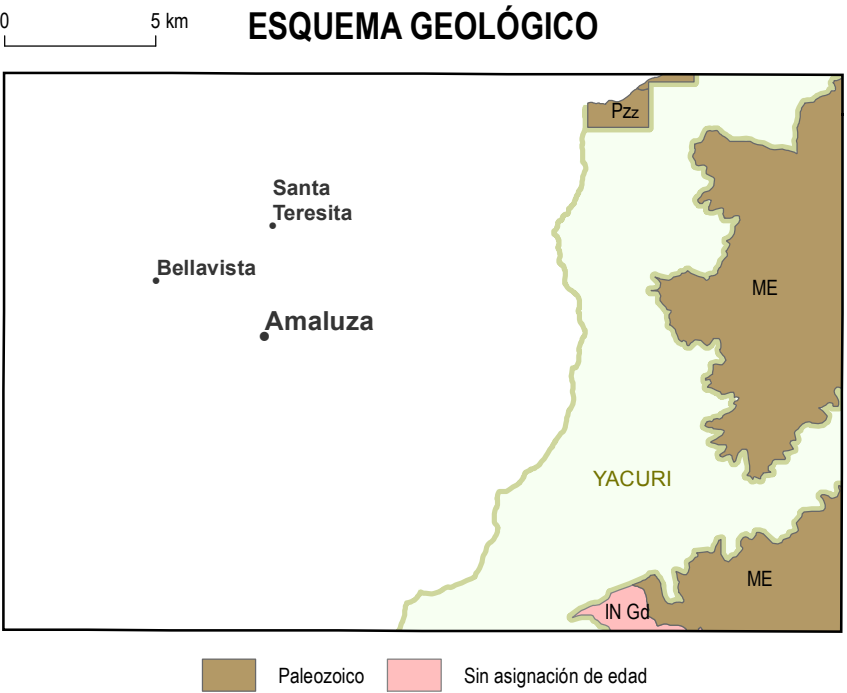 0
5 km
ESQUEMA GEOLÓGICO
Pzz
Santa
Teresita
Bellavista
Amaluza
ME
YACURI
ME
IN Gd
Paleozoico
Sin asignación de edad